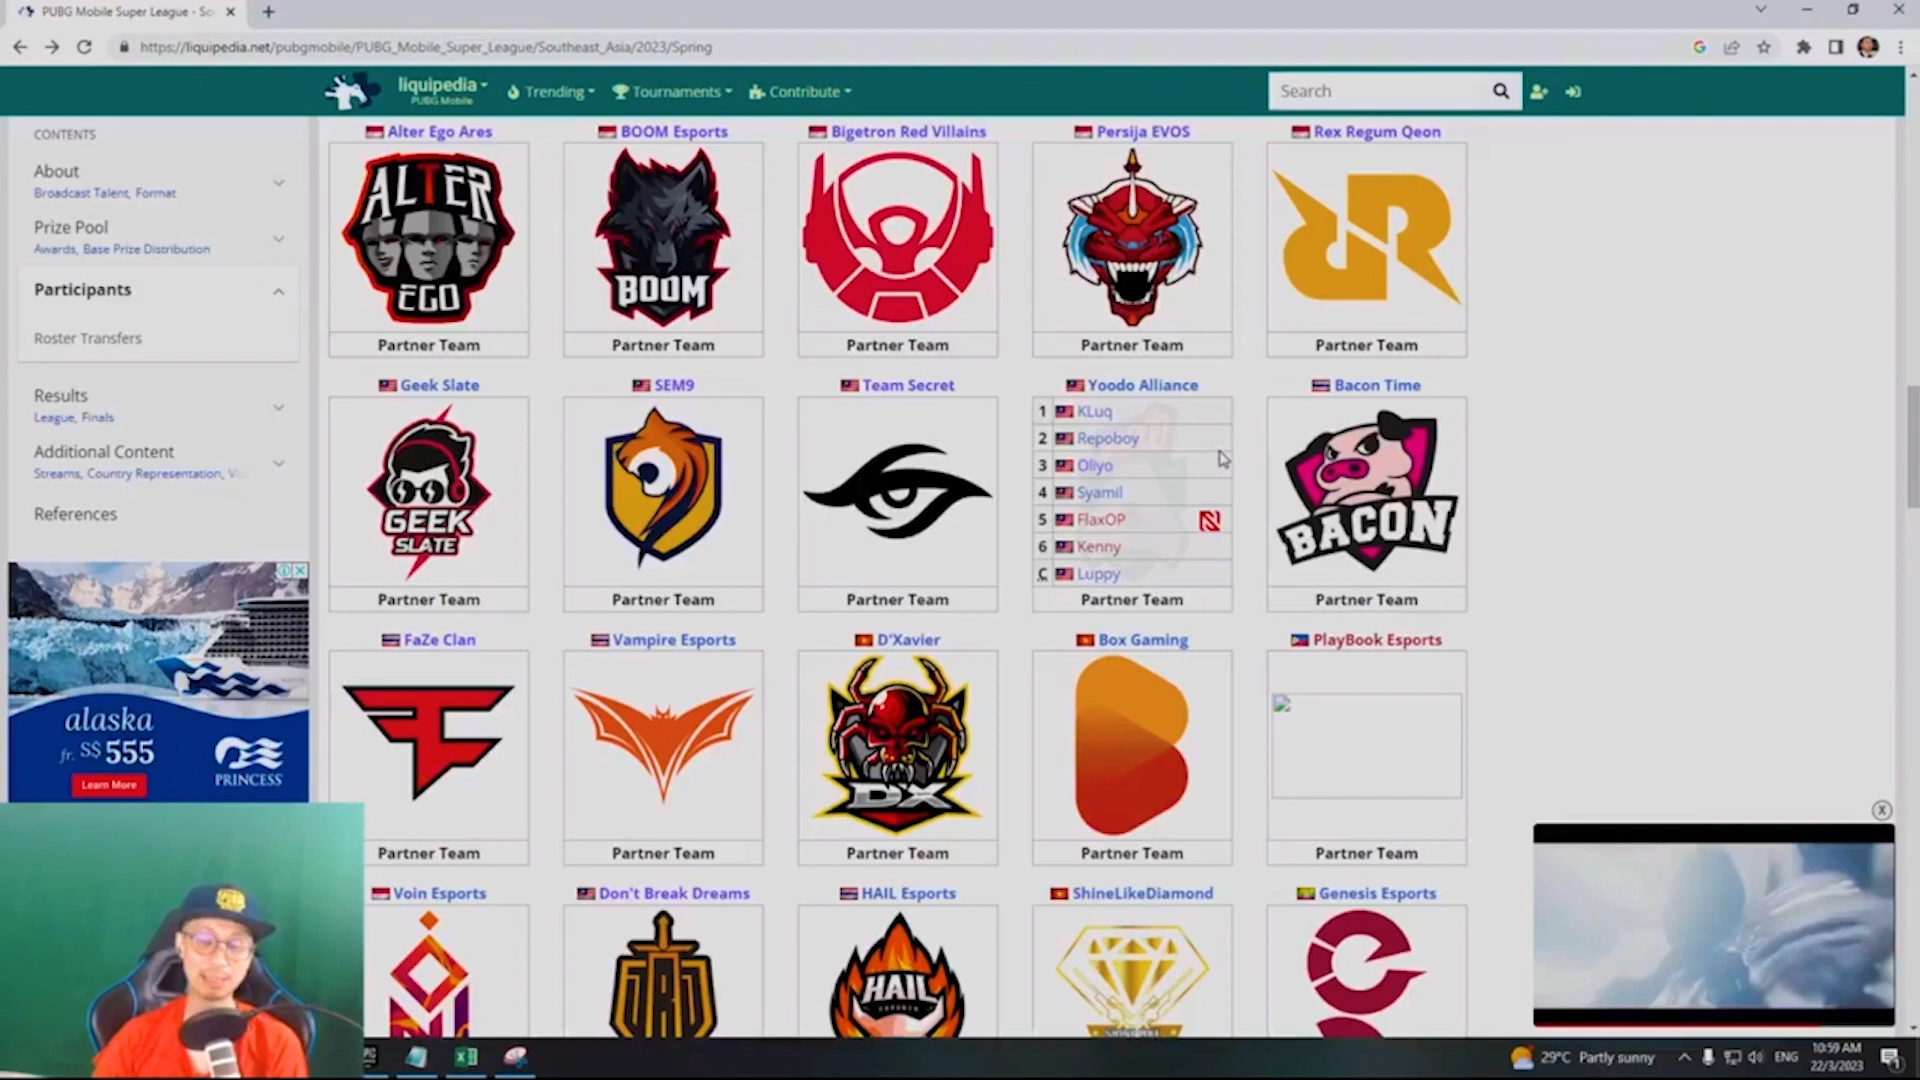 PUBG Mobile Super League - So
https://liquipedia.net/pubgmobile/PUBG_Mobile_Super_League/Southeast_Asia/2023/Spring
liquipedia
PUBG Mobile
Trending
Tournaments
Contribute
Search
CONTENTS
About
Broadcast Talent, Format
Prize Pool
Awards, Base Prize Distribution
Participants
Roster Transfers
Results
League, Finals
Additional Content
Streams, Country Representation,
References
alaska
fr. S$ 555
Learn More
PRINCESS
Alter Ego Ares
BOOM Esports
Bigetron Red Villains
Persija EVOS
Rex Regum Qeon
ALTER
EGO
BOOM
Partner Team
Partner Team
Partner Team
Partner Team
Partner Team
Geek Slate
SEM9
Team Secret
Yoodo Alliance
Bacon Time
GEEK
SLATE
1 KLuq
2 Repoboy
3 Oliyo
4 Syamil
5 FlaxOP
6 Kenny
C Luppy
BACON
Partner Team
Partner Team
Partner Team
Partner Team
Partner Team
FaZe Clan
Vampire Esports
D'Xavier
Box Gaming
PlayBook Esports
DX
Partner Team
Partner Team
Partner Team
Partner Team
Partner Team
Voin Esports
Don't Break Dreams
HAIL Esports
ShineLikeDiamond
Genesis Esports
DBD
HAIL
29°C Partly sunny
ENG
10:59 AM
22/3/2023